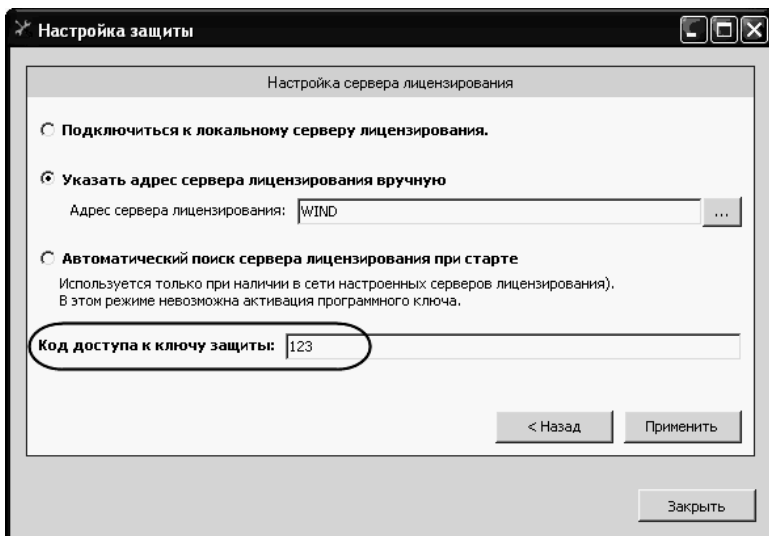 Настройка защиты
Настройка сервера лицензирования
Подключиться к локальному серверу лицензирования.
Указать адрес сервера лицензирования вручную
Адрес сервера лицензирования: WIND ...
Автоматический поиск сервера лицензирования при старте
Используется только при наличии в сети настроенных серверов лицензирования).
В этом режиме невозможна активация программного ключа.
Код доступа к ключу защиты: 123
< Назад Применить
Закрыть